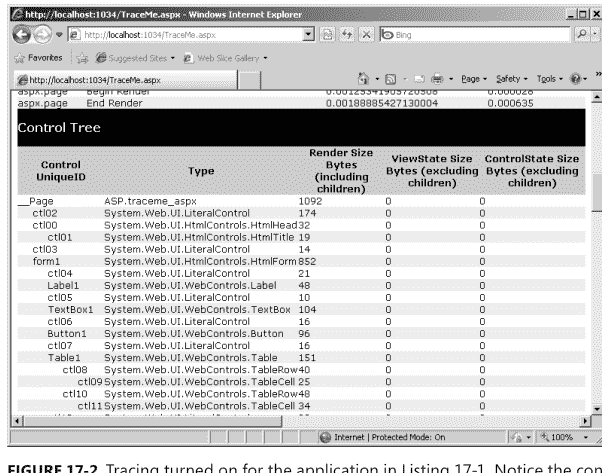 http://localhost:1034/TraceMe.aspx - Windows Internet Explorer
http://localhost:1034/TraceMe.aspx
Bing
Favorites Suggested Sites Web Slice Gallery
http://localhost:1034/TraceMe.aspx
Page Safety Tools
aspx.page Begin Render
aspx.page End Render 0.00188885427130004 0.000635
Control Tree
Control UniqueID Type Render Size Bytes (including children) ViewState Size Bytes (excluding children) ControlState Size Bytes (excluding children)
__Page ASP.traceme_aspx 1092 0 0
ctl02 System.Web.UI.LiteralControl 174 0 0
ctl00 System.Web.UI.HtmlControls.HtmlHead 32 0 0
ctl01 System.Web.UI.HtmlControls.HtmlTitle 19 0 0
ctl03 System.Web.UI.LiteralControl 14 0 0
form1 System.Web.UI.HtmlControls.HtmlForm 852 0 0
ctl04 System.Web.UI.LiteralControl 21 0 0
Label1 System.Web.UI.WebControls.Label 48 0 0
ctl05 System.Web.UI.LiteralControl 10 0 0
TextBox1 System.Web.UI.WebControls.TextBox 104 0 0
ctl06 System.Web.UI.LiteralControl 16 0 0
Button1 System.Web.UI.WebControls.Button 96 0 0
ctl07 System.Web.UI.LiteralControl 16 0 0
Table1 System.Web.UI.WebControls.Table 151 0 0
ctl08 System.Web.UI.WebControls.TableRow 40 0 0
ctl09 System.Web.UI.WebControls.TableCell 25 0 0
ctl10 System.Web.UI.WebControls.TableRow 48 0 0
ctl11 System.Web.UI.WebControls.TableCell 34 0 0
Internet | Protected Mode: On 100%
FIGURE 17-2 Tracing turned on for the application in Listing 17-1. Notice the con